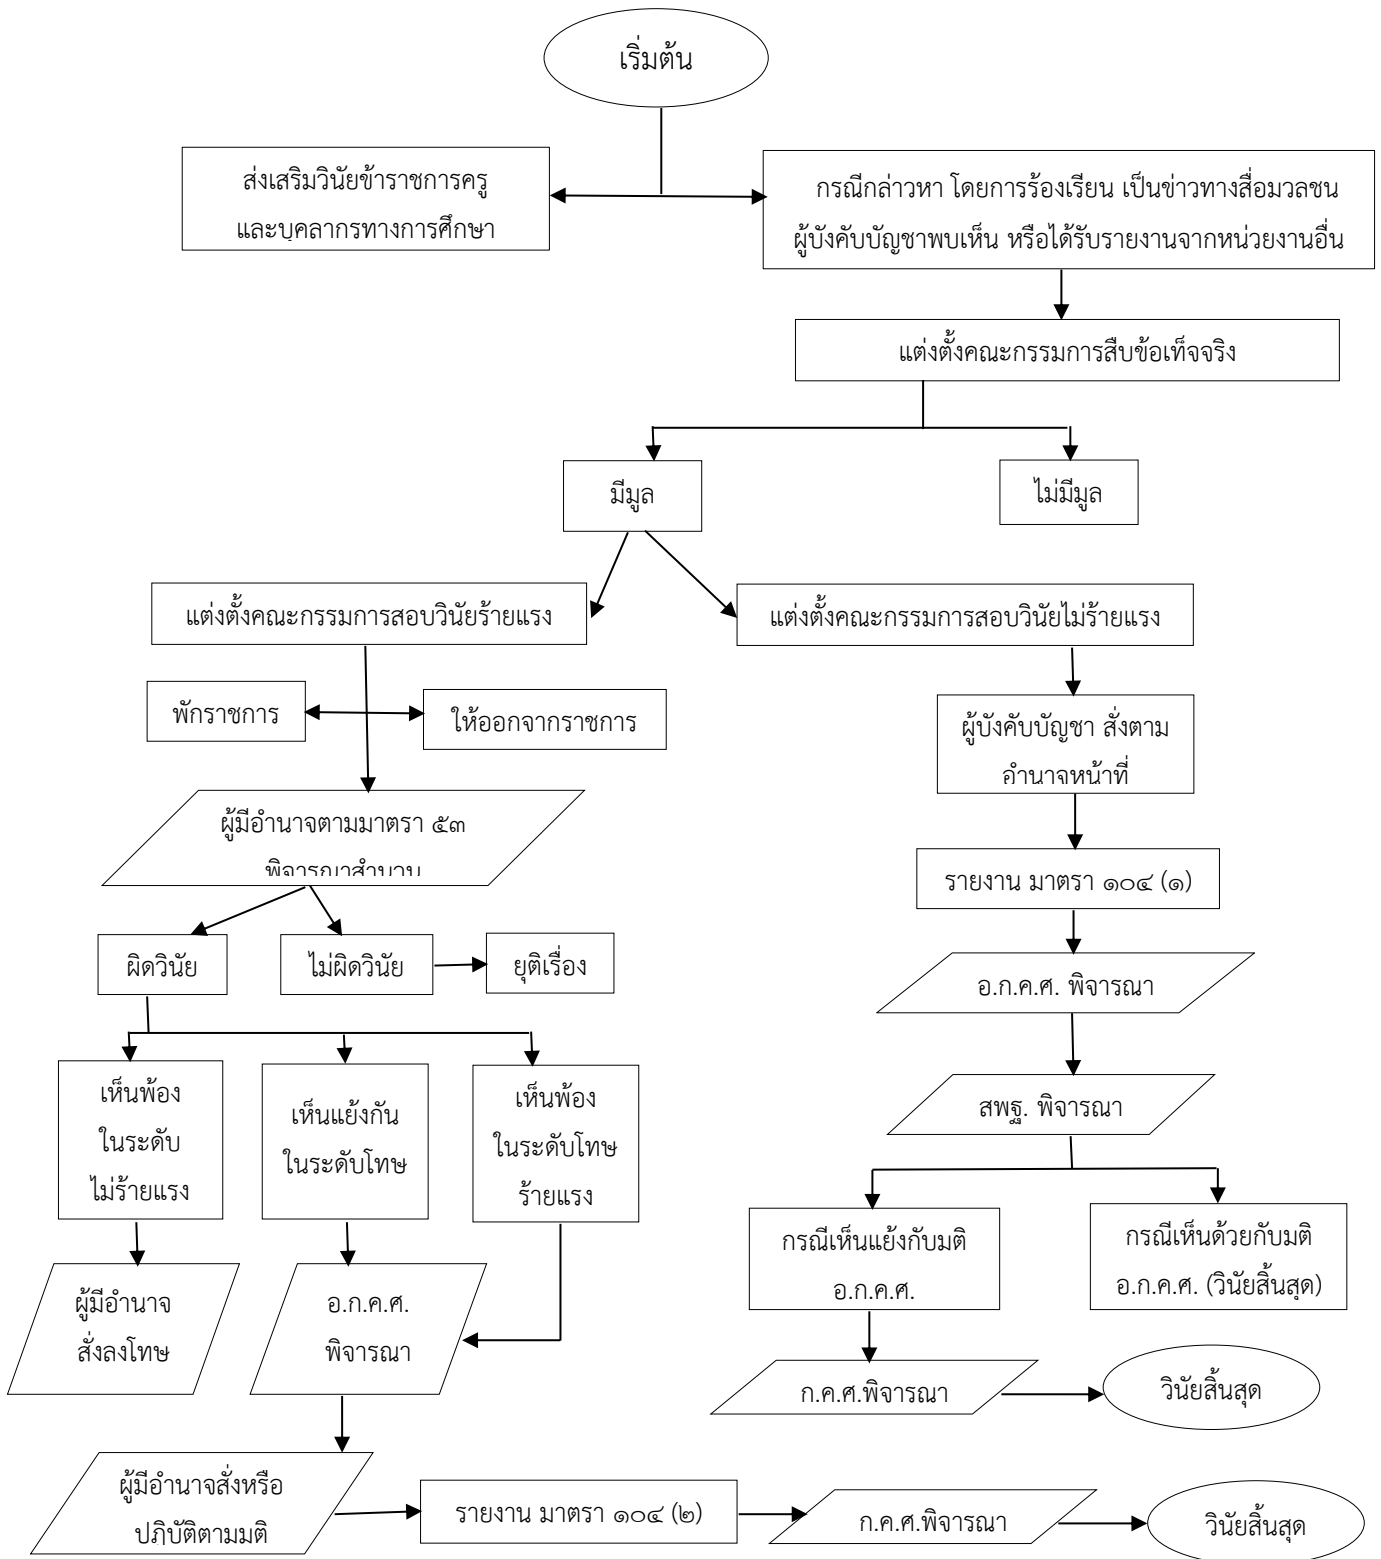 เริ่มต้น
ส่งเสริมวินัยข้าราชการครู
และบุคลากรทางการศึกษา
กรณีกล่าวหา โดยการร้องเรียน เป็นข่าวทางสื่อมวลชน
ผู้บังคับบัญชาพบเห็น หรือได้รับรายงานจากหน่วยงานอื่น
แต่งตั้งคณะกรรมการสืบข้อเท็จจริง
มีมูล
ไม่มีมูล
แต่งตั้งคณะกรรมการสอบวินัยร้ายแรง
แต่งตั้งคณะกรรมการสอบวินัยไม่ร้ายแรง
พักราชการ
ให้ออกจากราชการ
ผู้บังคับบัญชา สั่งตาม
อำนาจหน้าที่
ผู้มีอำนาจตามมาตรา ๕๓
พิจารณาสำนวน
รายงาน มาตรา ๑๐๔ (๑)
ผิดวินัย
ไม่ผิดวินัย
ยุติเรื่อง
อ.ก.ค.ศ. พิจารณา
เห็นพ้อง
ในระดับ
ไม่ร้ายแรง
เห็นแย้งกัน
ในระดับโทษ
เห็นพ้อง
ในระดับโทษ
ร้ายแรง
สพฐ. พิจารณา
กรณีเห็นแย้งกับมติ
อ.ก.ค.ศ.
กรณีเห็นด้วยกับมติ
อ.ก.ค.ศ. (วินัยสิ้นสุด)
ผู้มีอำนาจ
สั่งลงโทษ
อ.ก.ค.ศ.
พิจารณา
ก.ค.ศ.พิจารณา
วินัยสิ้นสุด
ผู้มีอำนาจสั่งหรือ
ปฏิบัติตามมติ
รายงาน มาตรา ๑๐๔ (๒)
ก.ค.ศ.พิจารณา
วินัยสิ้นสุด